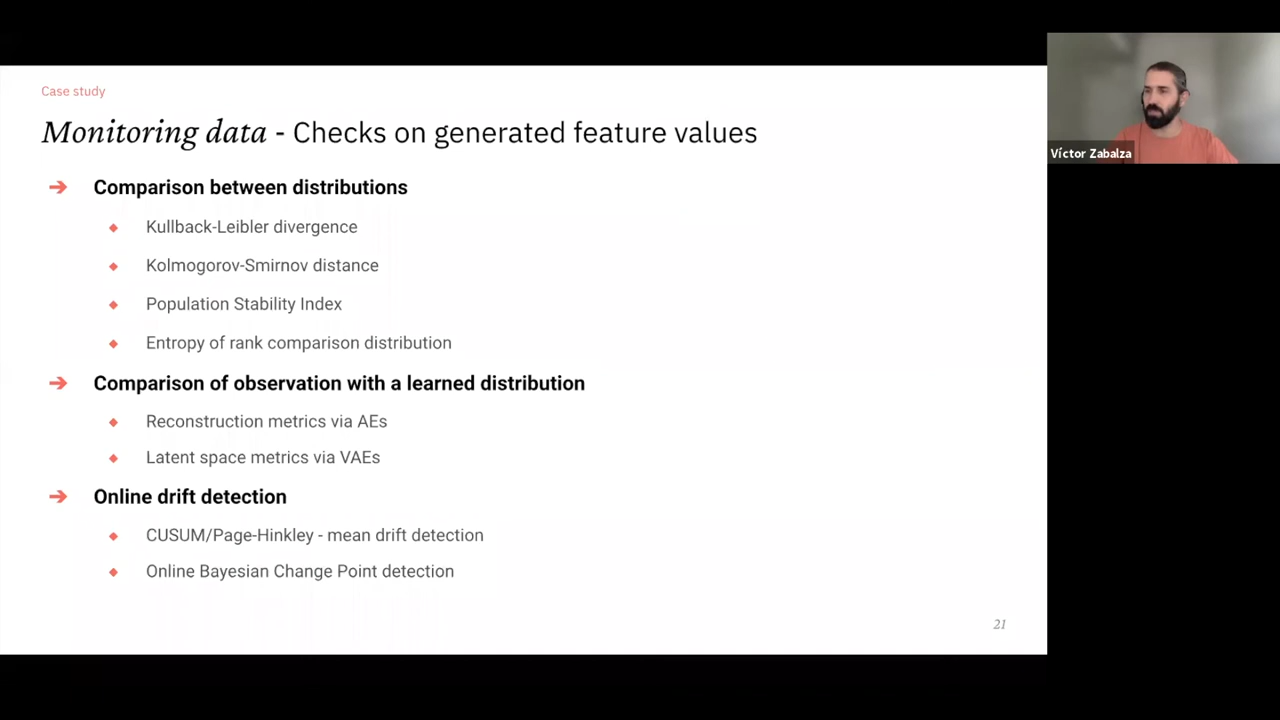 Case study
Monitoring data - Checks on generated feature values
➔ Comparison between distributions
◆ Kullback-Leibler divergence
◆ Kolmogorov-Smirnov distance
◆ Population Stability Index
◆ Entropy of rank comparison distribution
➔ Comparison of observation with a learned distribution
◆ Reconstruction metrics via AEs
◆ Latent space metrics via VAEs
➔ Online drift detection
◆ CUSUM/Page-Hinkley - mean drift detection
◆ Online Bayesian Change Point detection
21
Víctor Zabalza